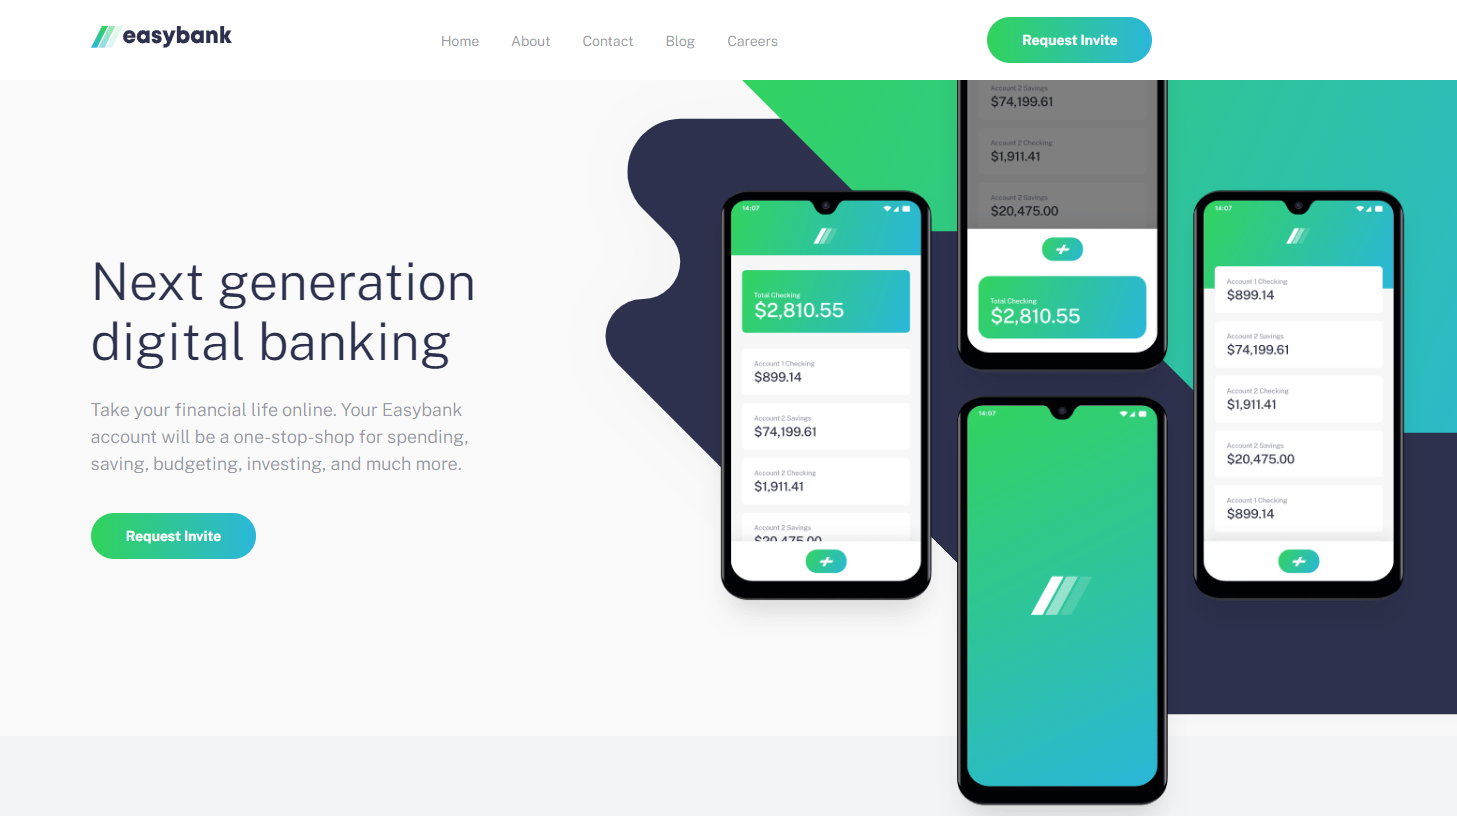 easybank
Home
About
Contact
Blog
Careers
Request Invite
Next generation
digital banking
Take your financial life online. Your Easybank
account will be a one-stop-shop for spending,
saving, budgeting, investing, and much more.
Request Invite
14:07
Total Checking
$2,810.55
Account 1 Checking
$899.14
Account 2 Savings
$74,199.61
Account 2 Checking
$1,911.41
Account 2 Savings
$20,475.00
Account 2 Savings
$74,199.61
Account 2 Checking
$1,911.41
Account 2 Savings
$20,475.00
Total Checking
$2,810.55
14:07
14:07
Account 1 Checking
$899.14
Account 2 Savings
$74,199.61
Account 2 Checking
$1,911.41
Account 2 Savings
$20,475.00
Account 1 Checking
$899.14